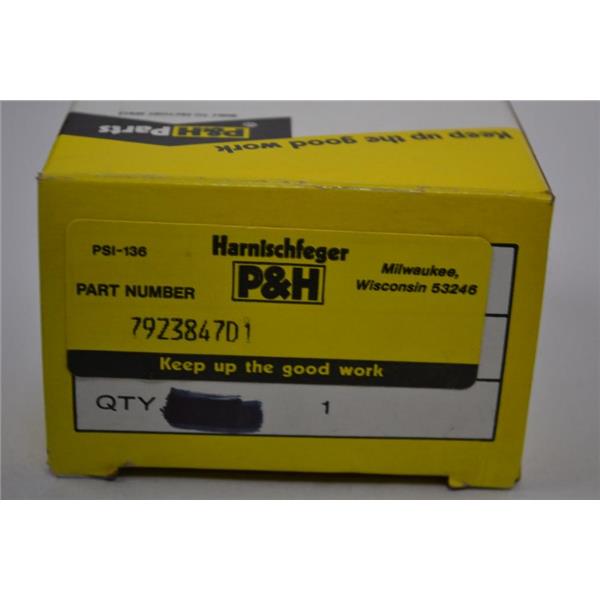 Keep up the good work
P&H Parts ®
PSI-136
Harnischfeger
P&H
Milwaukee,
Wisconsin 53246
PART NUMBER
79Z3847D1
Keep up the good work
QTY 1